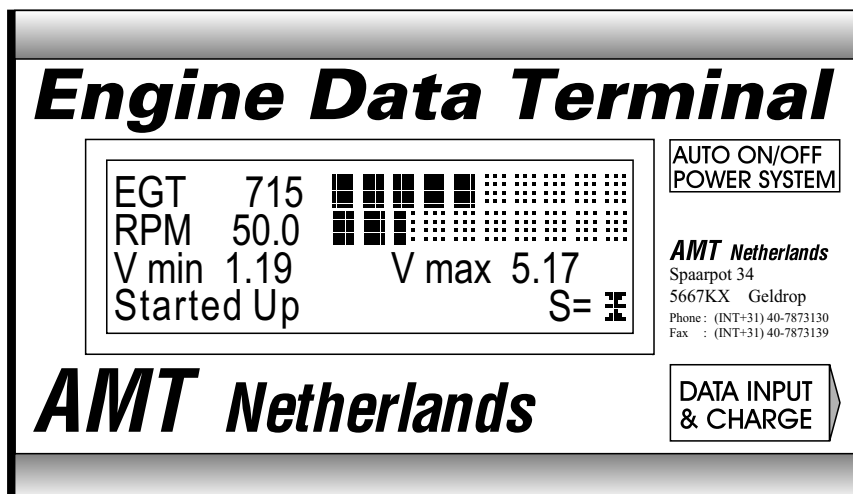 Engine Data Terminal
EGT 715
RPM 50.0
V min 1.19 V max 5.17
Started Up S=
AUTO ON/OFF
POWER SYSTEM
AMT Netherlands
Spaarpot 34
5667KX Geldrop
Phone : (INT+31) 40-7873130
Fax : (INT+31) 40-7873139
AMT Netherlands
DATA INPUT
& CHARGE